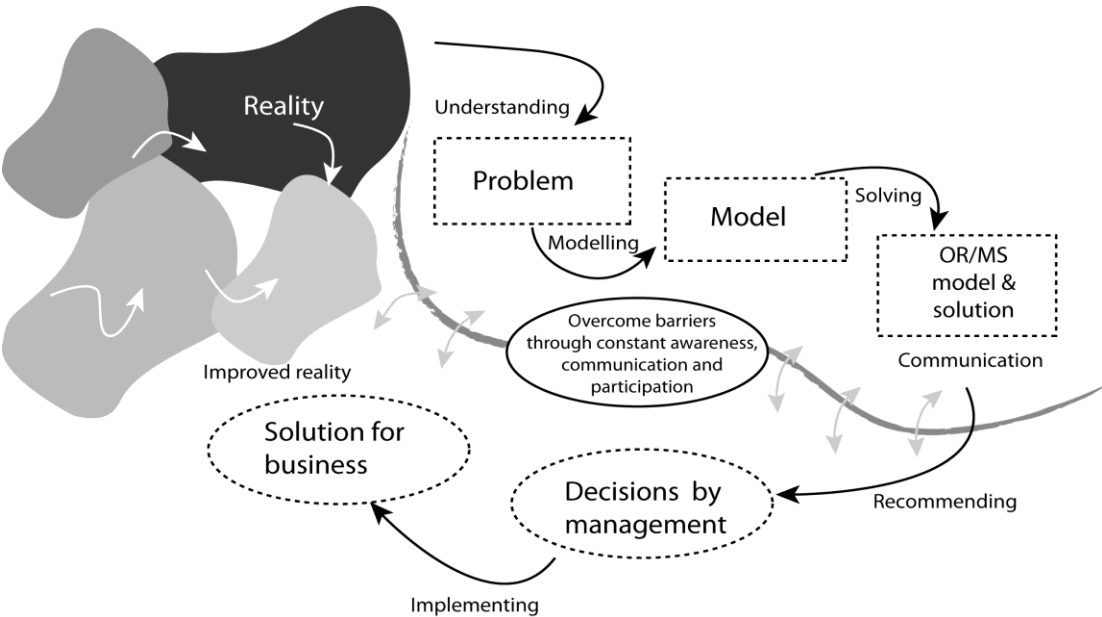 Reality
Understanding
Problem
Modelling
Model
Solving
OR/MS
model &
solution
Overcome barriers
through constant awareness,
communication and
participation
Communication
Improved reality
Solution for
business
Decisions by
management
Recommending
Implementing